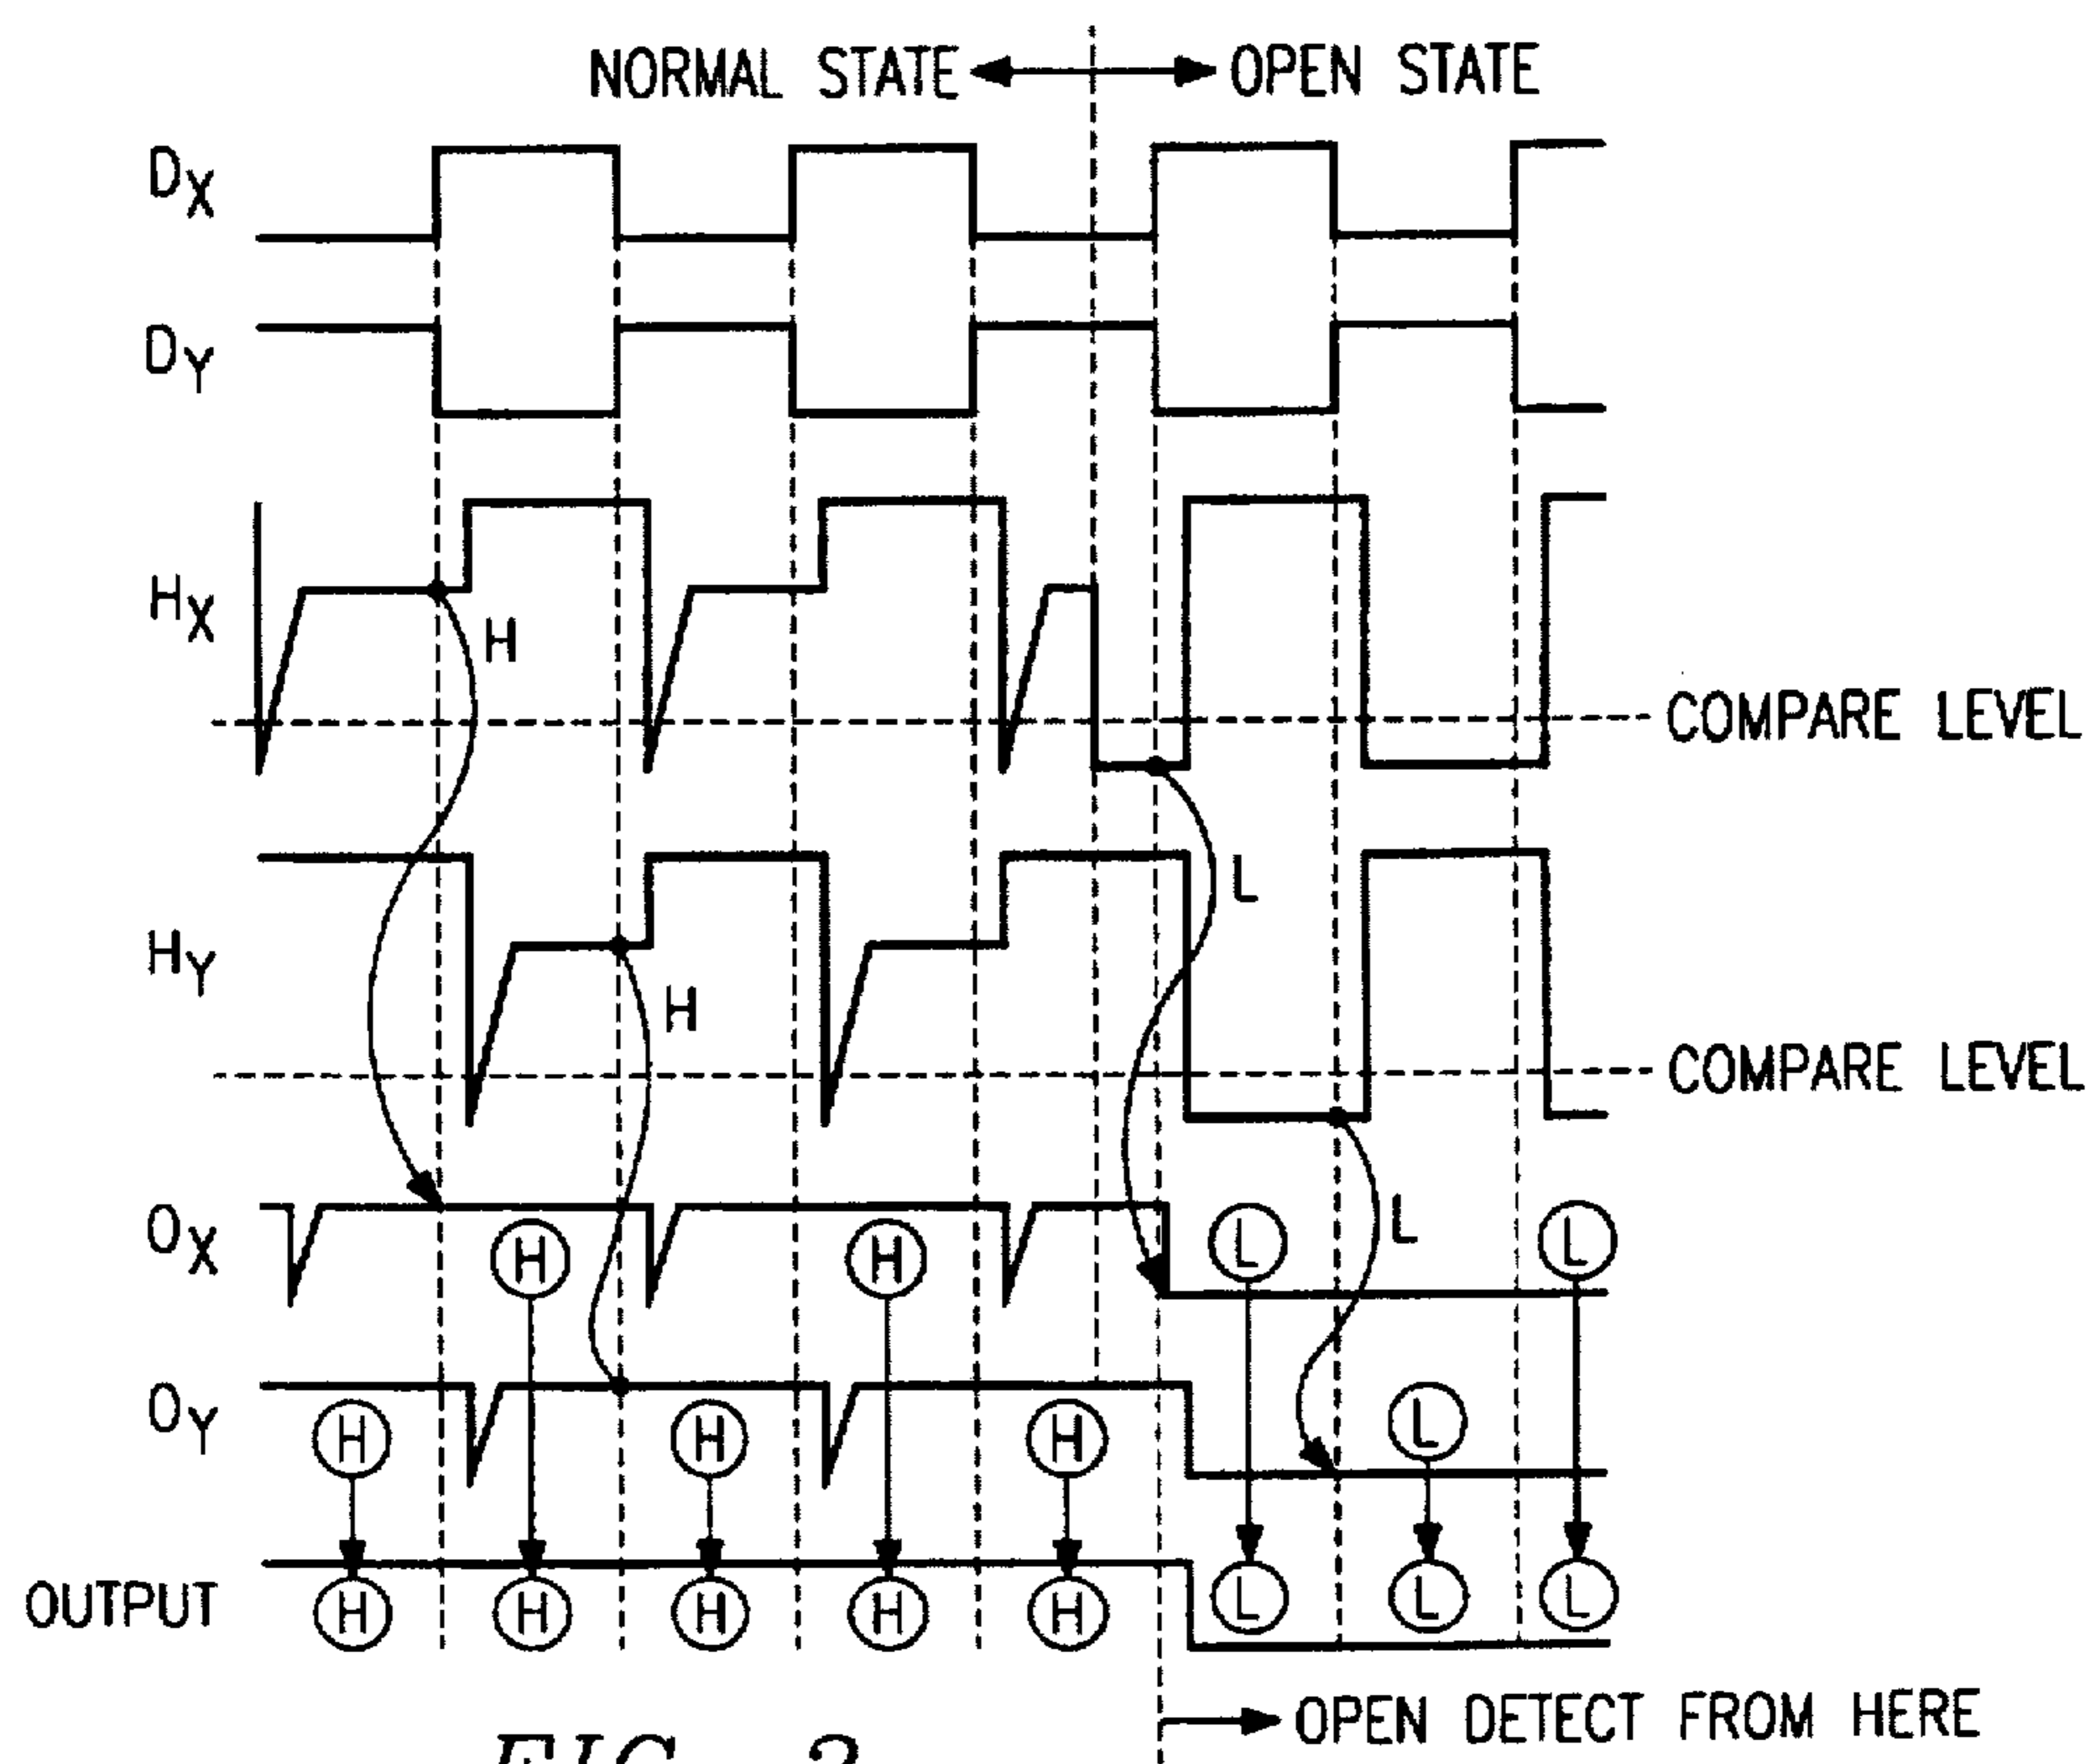 NORMAL STATE OPEN STATE
DX
DY
HX
H
COMPARE LEVEL
HY
H
L
COMPARE LEVEL
OX
H H L L L
OY
H H H L
OUTPUT
H H H H H L L L
OPEN DETECT FROM HERE